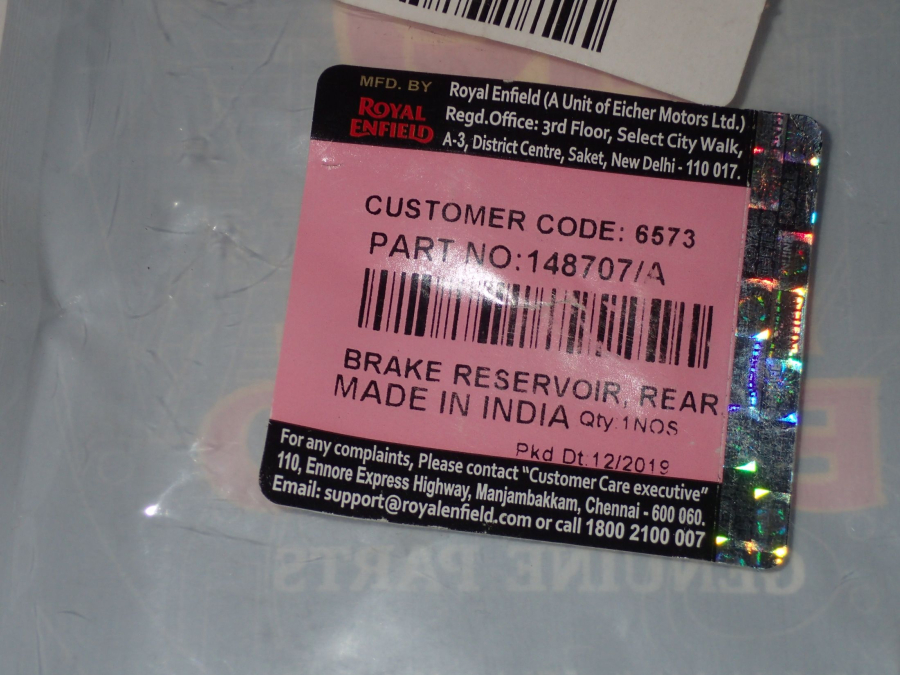 MFD. BY
ROYAL
ENFIELD
Royal Enfield (A Unit of Eicher Motors Ltd.)
Regd.Office: 3rd Floor, Select City Walk,
A-3, District Centre, Saket, New Delhi - 110 017.
CUSTOMER CODE: 6573
PART NO:148707/A
BRAKE RESERVOIR, REAR
MADE IN INDIA Qty.1NOS
Pkd Dt.12/2019
For any complaints, Please contact "Customer Care executive"
110, Ennore Express Highway, Manjambakkam, Chennai - 600 060.
Email: support@royalenfield.com or call 1800 2100 007
GENUINE PARTS